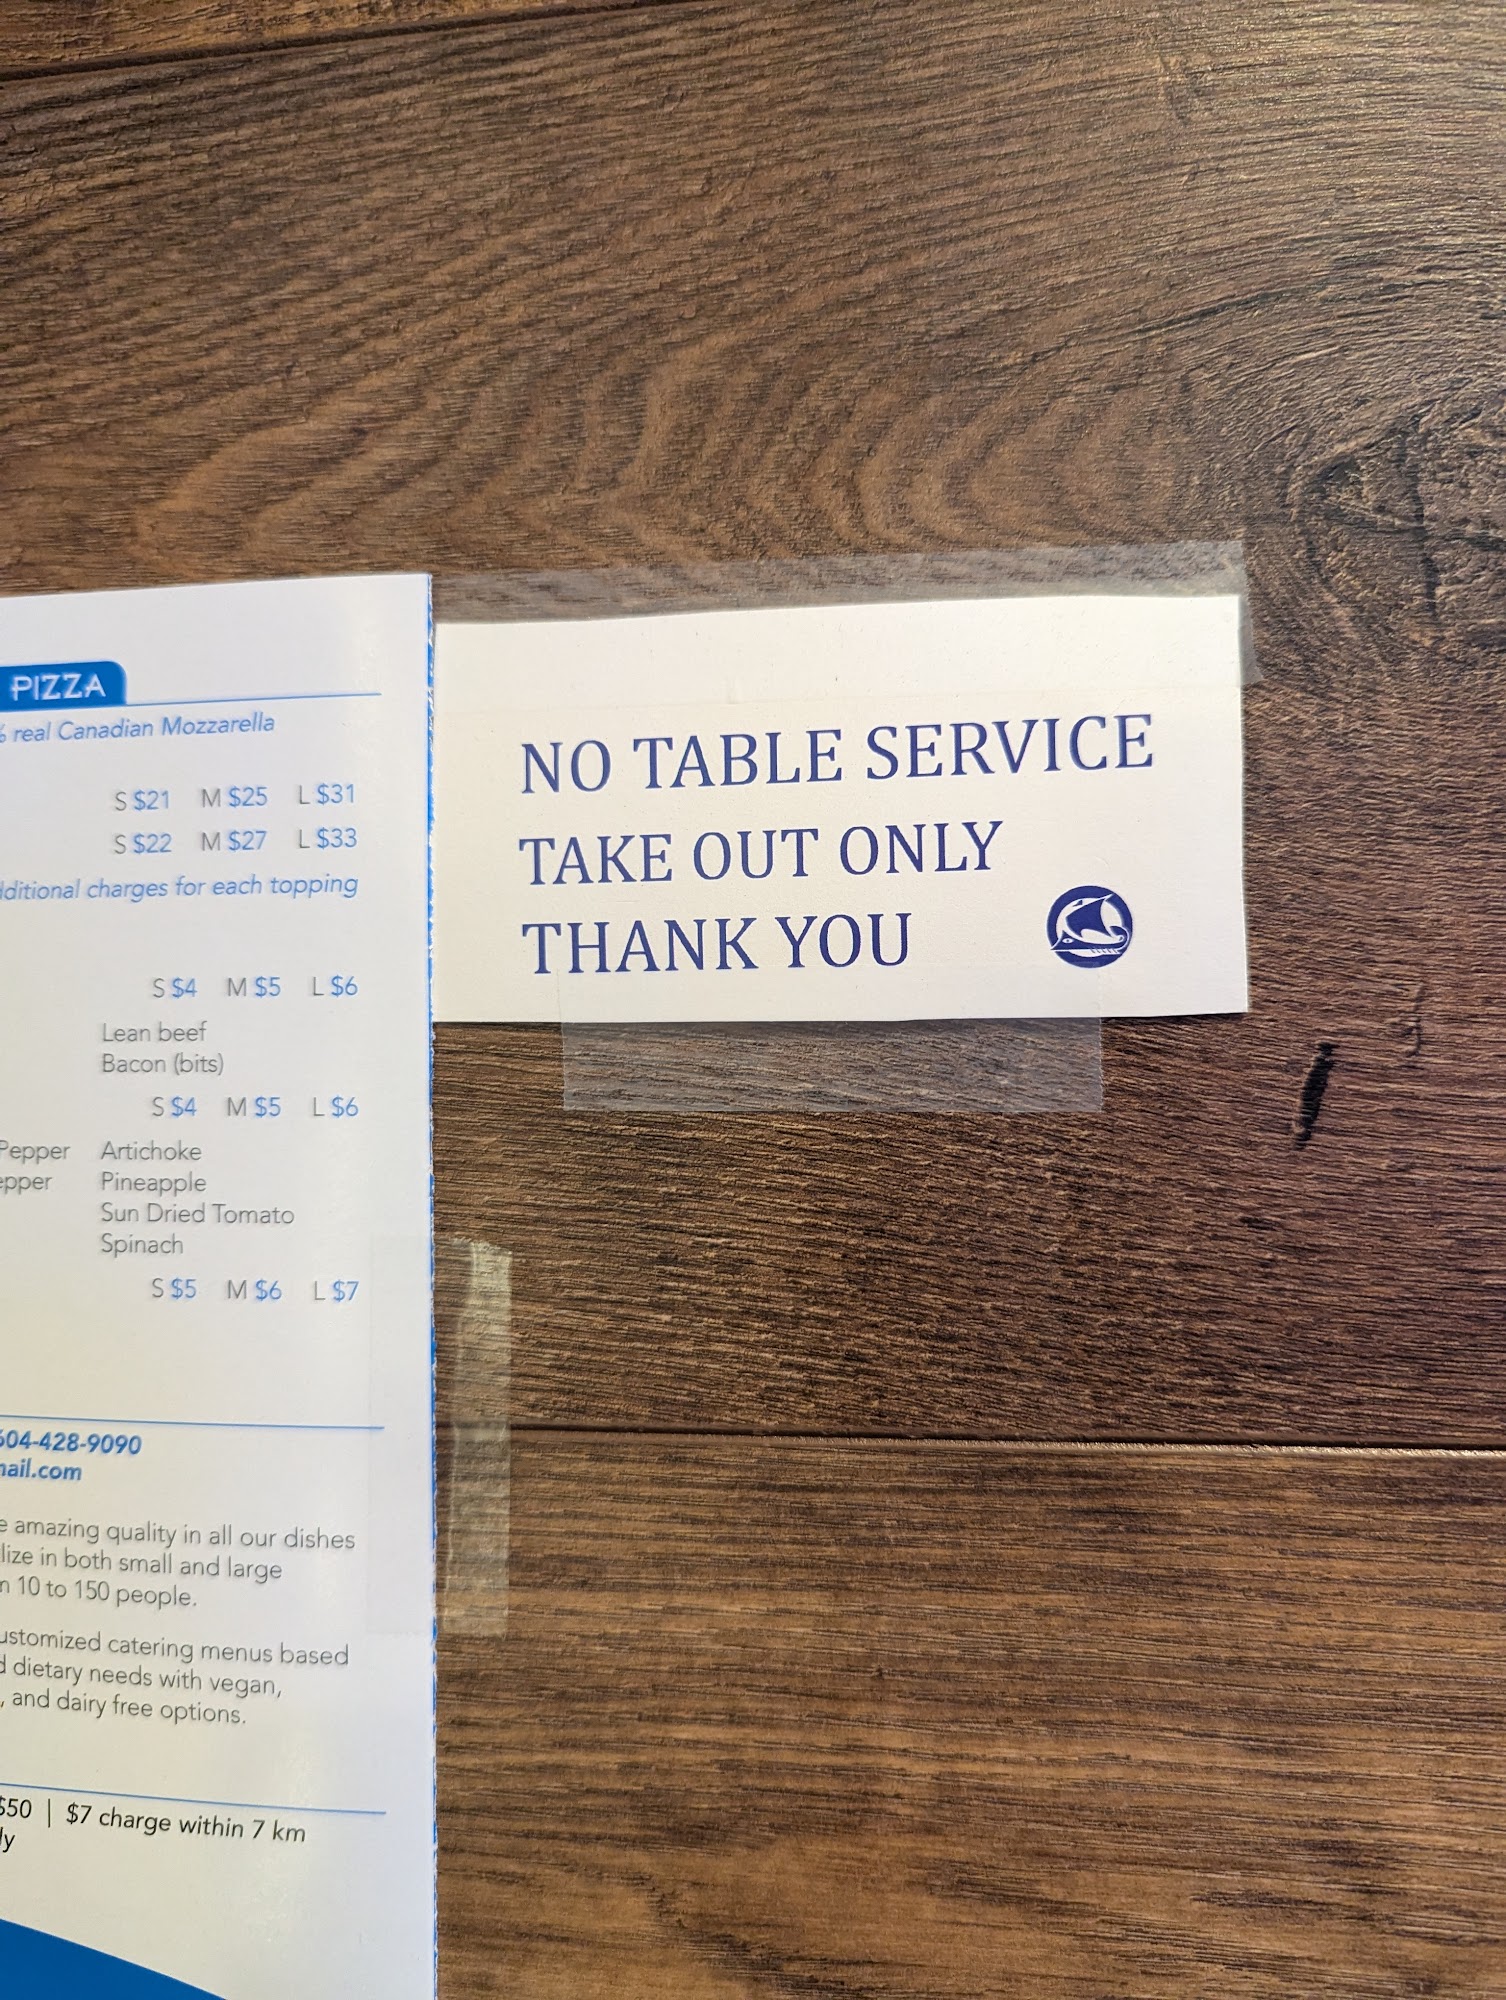 PIZZA
real Canadian Mozzarella
S $21 M $25 L $31
S $22 M $27 L $33
charges for each topping
S $4 M $5 L $6
Lean beef
Bacon (bits)
S $4 M $5 L $6
Pepper Artichoke
Pineapple
Sun Dried Tomato
Spinach
S $5 M $6 L $7
604-428-9090
amazing quality in all our dishes
in both small and large
10 to 150 people.
catering menus based
dietary needs with vegan,
, and dairy free options.
$50 | $7 charge within 7 km
NO TABLE SERVICE
TAKE OUT ONLY
THANK YOU